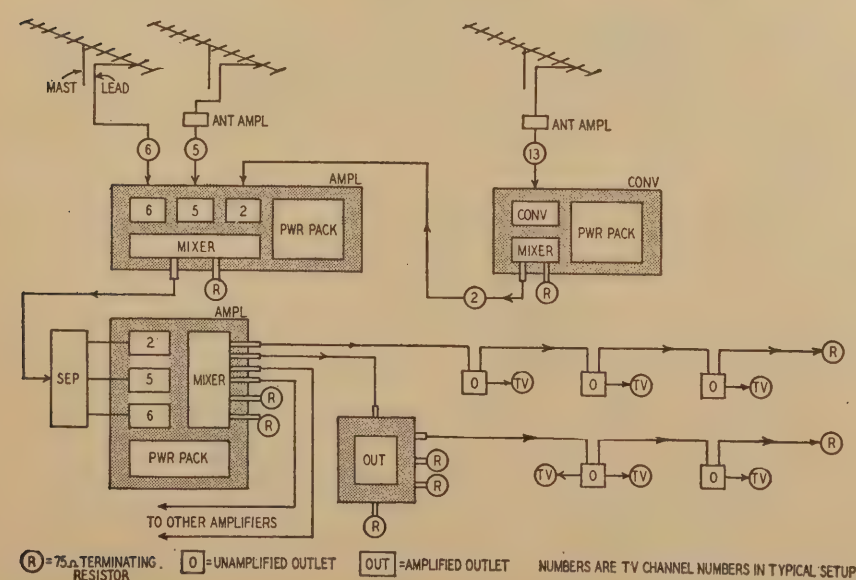 MAST
LEAD
ANT AMPL
ANT AMPL
6
5
13
AMPL
CONV
6
5
2
PWR PACK
MIXER
CONV
MIXER
PWR PACK
R
2
R
AMPL
SEP
2
5
6
MIXER
PWR PACK
R
R
O
TV
O
TV
O
TV
R
OUT
R
R
R
TV
O
TV
O
TV
R
TO OTHER AMPLIFIERS
R = 75Ω TERMINATING RESISTOR
O = UNAMPLIFIED OUTLET
OUT = AMPLIFIED OUTLET
NUMBERS ARE TV CHANNEL NUMBERS IN TYPICAL SETUP